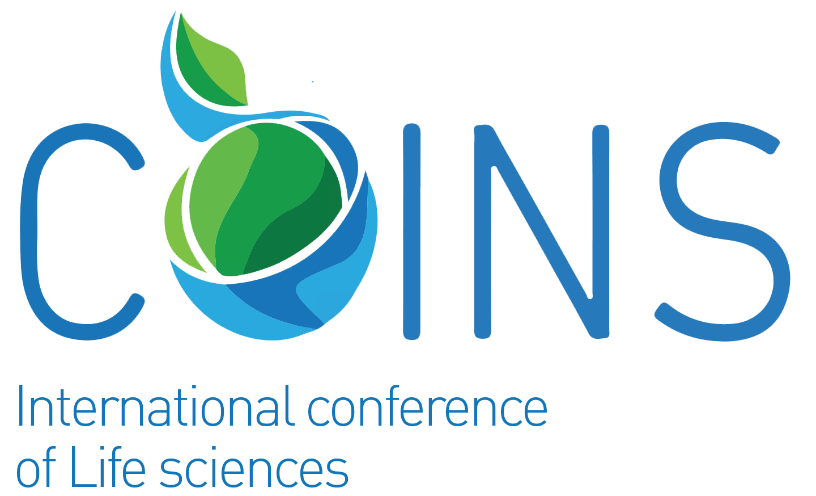 COINS
International conference
of Life sciences